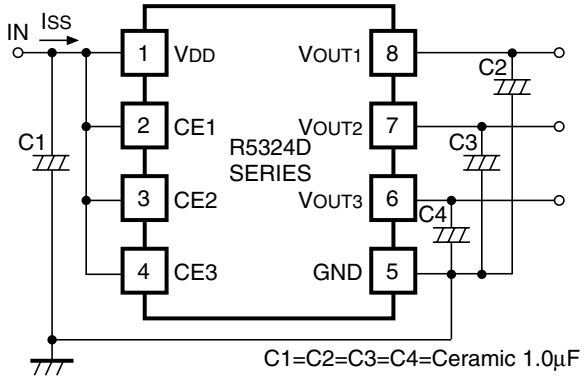 IN ISS
1 VDD
2 CE1
3 CE2
4 CE3
R5324D
SERIES
VOUT1 8
VOUT2 7
VOUT3 6
GND 5
C1
C2
C3
C4
C1=C2=C3=C4=Ceramic 1.0μF